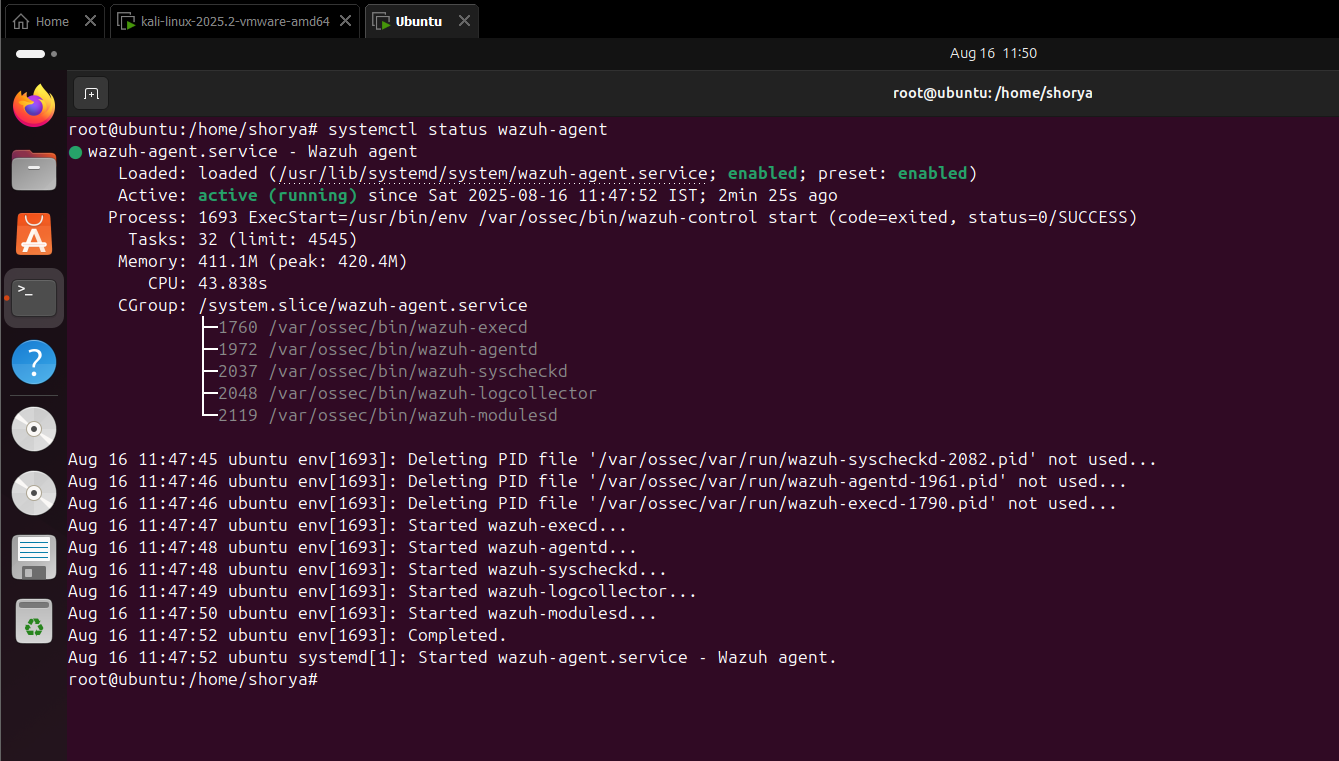 Home
kali-linux-2025.2-vmware-amd64
Ubuntu
Aug 16 11:50
root@ubuntu: /home/shorya
root@ubuntu:/home/shorya# systemctl status wazuh-agent
● wazuh-agent.service - Wazuh agent
Loaded: loaded (/usr/lib/systemd/system/wazuh-agent.service; enabled; preset: enabled)
Active: active (running) since Sat 2025-08-16 11:47:52 IST; 2min 25s ago
Process: 1693 ExecStart=/usr/bin/env /var/ossec/bin/wazuh-control start (code=exited, status=0/SUCCESS)
Tasks: 32 (limit: 4545)
Memory: 411.1M (peak: 420.4M)
CPU: 43.838s
CGroup: /system.slice/wazuh-agent.service
├─1760 /var/ossec/bin/wazuh-execd
├─1972 /var/ossec/bin/wazuh-agentd
├─2037 /var/ossec/bin/wazuh-syscheckd
├─2048 /var/ossec/bin/wazuh-logcollector
└─2119 /var/ossec/bin/wazuh-modulesd
Aug 16 11:47:45 ubuntu env[1693]: Deleting PID file '/var/ossec/var/run/wazuh-syscheckd-2082.pid' not used...
Aug 16 11:47:46 ubuntu env[1693]: Deleting PID file '/var/ossec/var/run/wazuh-agentd-1961.pid' not used...
Aug 16 11:47:46 ubuntu env[1693]: Deleting PID file '/var/ossec/var/run/wazuh-execd-1790.pid' not used...
Aug 16 11:47:47 ubuntu env[1693]: Started wazuh-execd...
Aug 16 11:47:48 ubuntu env[1693]: Started wazuh-agentd...
Aug 16 11:47:48 ubuntu env[1693]: Started wazuh-syscheckd...
Aug 16 11:47:49 ubuntu env[1693]: Started wazuh-logcollector...
Aug 16 11:47:50 ubuntu env[1693]: Started wazuh-modulesd...
Aug 16 11:47:52 ubuntu env[1693]: Completed.
Aug 16 11:47:52 ubuntu systemd[1]: Started wazuh-agent.service - Wazuh agent.
root@ubuntu:/home/shorya#